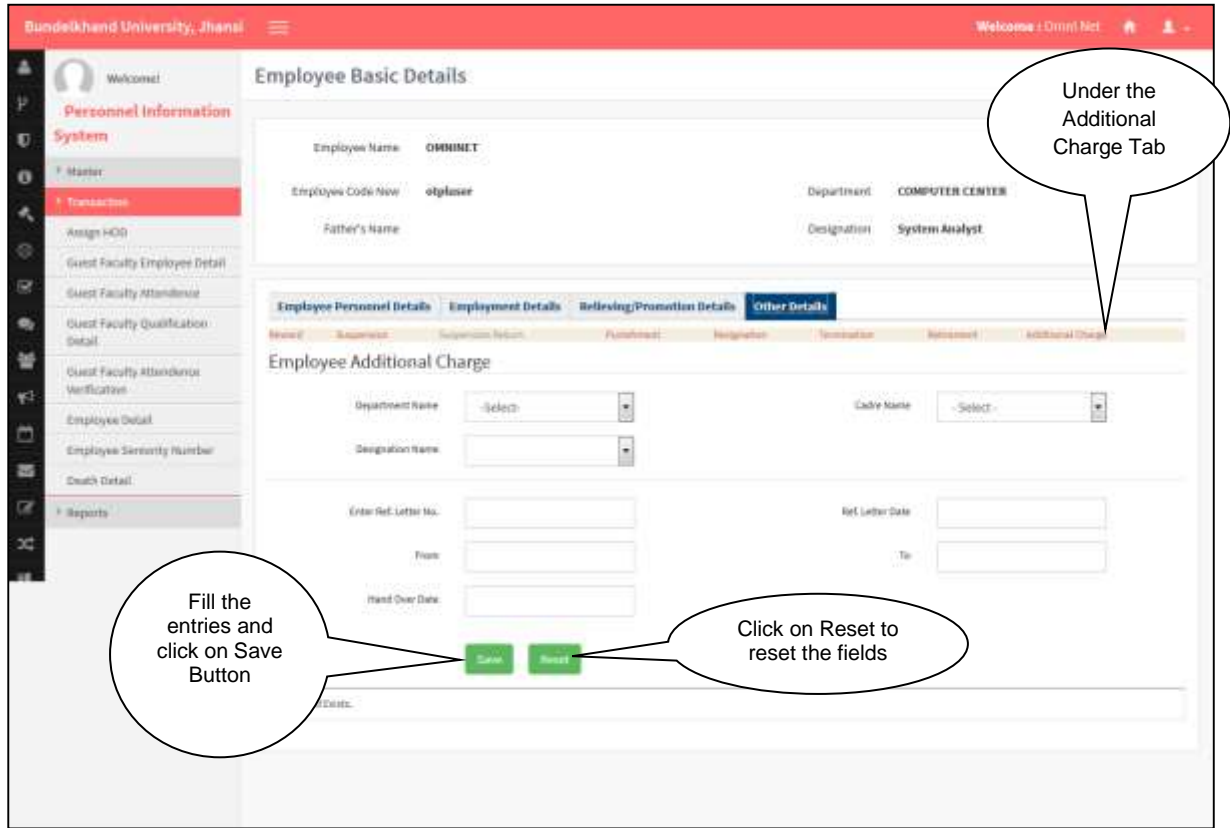 Bundelkhand University, Jhansi
Welcome : Omni Net
Welcome!
Personnel Information
System
Master
Transaction
Assign HOD
Guest Faculty Employee Detail
Guest Faculty Attendence
Guest Faculty Qualification
Detail
Guest Faculty Attendence
Verification
Employee Detail
Employee Seniority Number
Death Detail
Reports
Employee Basic Details
Under the
Additional
Charge Tab
Employee Name OMNINET
Employee Code New otpluser Department COMPUTER CENTER
Father's Name Designation System Analyst
Employee Personnel Details Employment Details Relieving/Promotion Details Other Details
Reward Suspension Suspension Return Punishment Resignation Termination Retirement Additional Charge
Employee Additional Charge
Department Name -Select- Cadre Name - Select -
Designation Name
Enter Ref. Letter No. Ref. Letter Date
From To
Hand Over Date
Fill the
entries and
click on Save
Button
Save Reset
Click on Reset to
reset the fields
Exists.